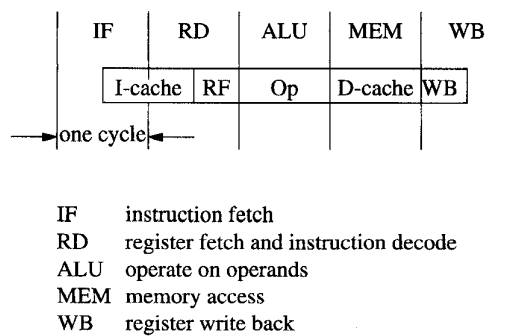 IF RD ALU MEM WB
I-cache RF Op D-cache WB
one cycle
IF instruction fetch
RD register fetch and instruction decode
ALU operate on operands
MEM memory access
WB register write back